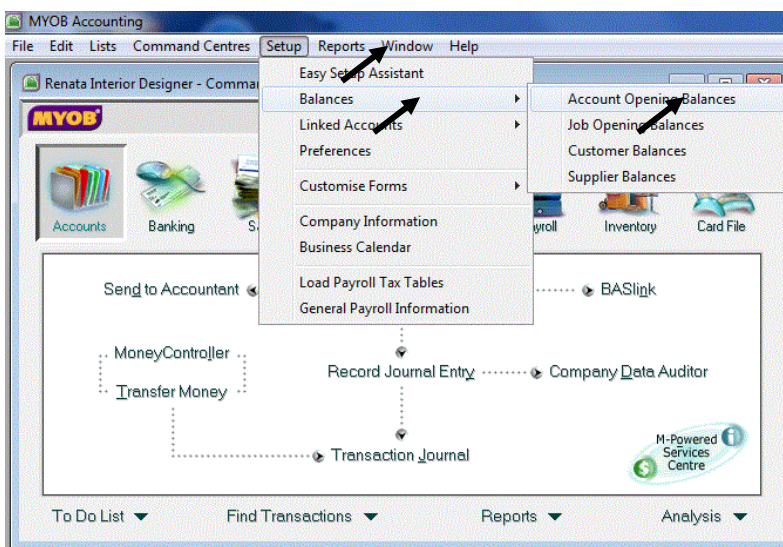 MYOB Accounting
File Edit Lists Command Centres Setup Reports Window Help
Renata Interior Designer - Comma
MYOB
Easy Setup Assistant
Balances
Linked Accounts
Preferences
Customise Forms
Company Information
Business Calendar
Load Payroll Tax Tables
General Payroll Information
Account Opening Balances
Job Opening Balances
Customer Balances
Supplier Balances
Accounts Banking S yroll Inventory Card File
Send to Accountant BASlink
MoneyController
Record Journal Entry Company Data Auditor
Transfer Money
Transaction Journal
M-Powered
Services
Centre
To Do List Find Transactions Reports Analysis